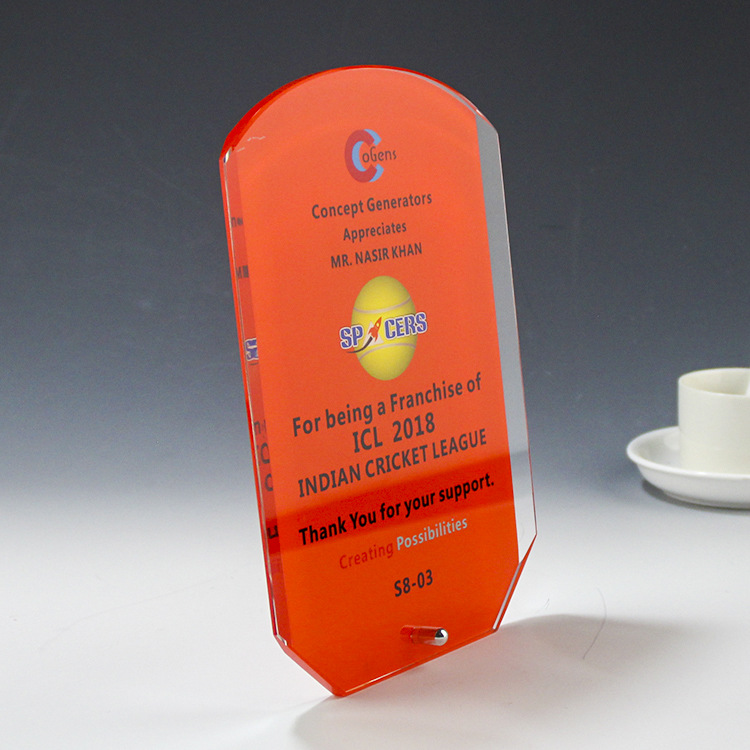 CoGens
Concept Generators
Appreciates
MR. NASIR KHAN
SPACERS
For being a Franchise of
ICL 2018
INDIAN CRICKET LEAGUE
Thank You for your support.
Creating Possibilities
S8-03